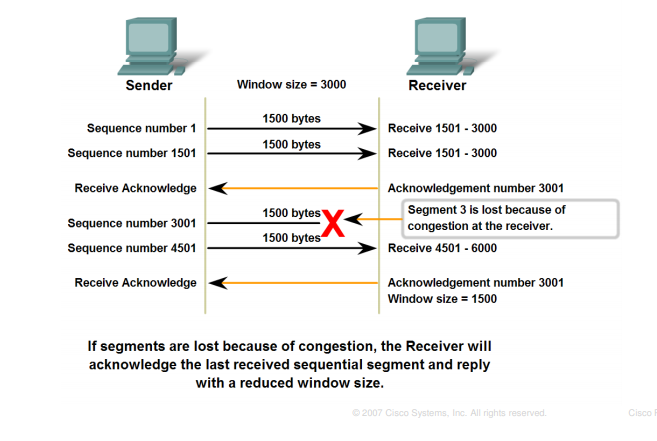 Sender
Window size = 3000
Receiver
1500 bytes
Sequence number 1
Receive 1501 - 3000
1500 bytes
Sequence number 1501
Receive 1501 - 3000
Receive Acknowledge
Acknowledgement number 3001
1500 bytes
X
Segment 3 is lost because of
congestion at the receiver.
Sequence number 3001
1500 bytes
Sequence number 4501
Receive 4501 - 6000
Receive Acknowledge
Acknowledgement number 3001
Window size = 1500
If segments are lost because of congestion, the Receiver will
acknowledge the last received sequential segment and reply
with a reduced window size.
© 2007 Cisco Systems, Inc. All rights reserved.
Cisco